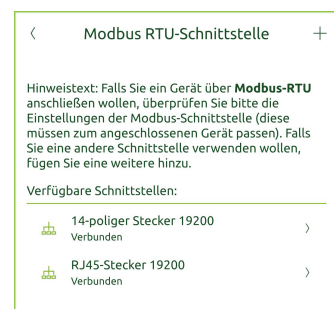 Modbus RTU-Schnittstelle
Hinweistext: Falls Sie ein Gerät über Modbus-RTU
anschließen wollen, überprüfen Sie bitte die
Einstellungen der Modbus-Schnittstelle (diese
müssen zum angeschlossenen Gerät passen). Falls
Sie eine andere Schnittstelle verwenden wollen,
fügen Sie eine weitere hinzu.
Verfügbare Schnittstellen:
14-poliger Stecker 19200
Verbunden
RJ45-Stecker 19200
Verbunden